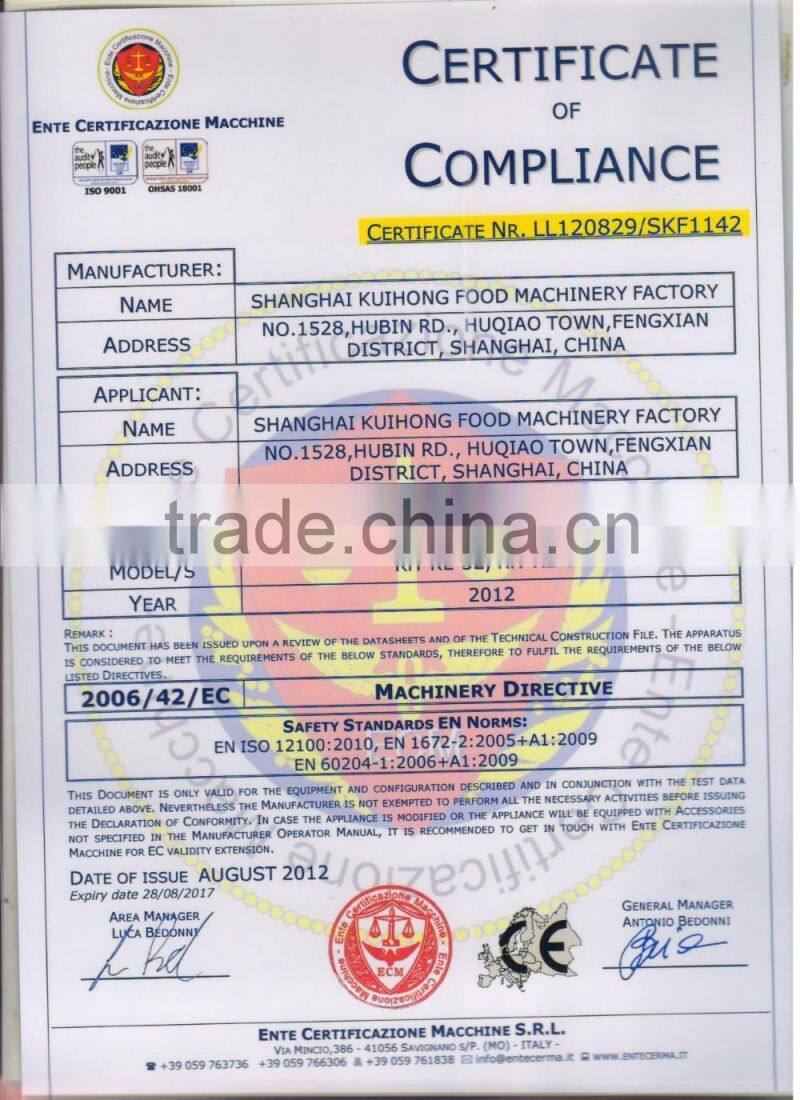 Ente Certificazione Macchine - Ente Certificazione Macchine -
ENTE CERTIFICAZIONE MACCHINE
the audit people
ISO 9001
the audit people
OHSAS 18001
CERTIFICATE
OF
COMPLIANCE
CERTIFICATE NR. LL120829/SKF1142
MANUFACTURER:
NAME SHANGHAI KUIHONG FOOD MACHINERY FACTORY
ADDRESS NO.1528,HUBIN RD., HUQIAO TOWN,FENGXIAN
DISTRICT, SHANGHAI, CHINA
APPLICANT:
NAME SHANGHAI KUIHONG FOOD MACHINERY FACTORY
ADDRESS NO.1528,HUBIN RD., HUQIAO TOWN,FENGXIAN
DISTRICT, SHANGHAI, CHINA
trade.china.cn
MODEL/S
YEAR 2012
REMARK :
THIS DOCUMENT HAS BEEN ISSUED UPON A REVIEW OF THE DATASHEETS AND OF THE TECHNICAL CONSTRUCTION FILE. THE APPARATUS
IS CONSIDERED TO MEET THE REQUIREMENTS OF THE BELOW STANDARDS, THEREFORE TO FULFIL THE REQUIREMENTS OF THE BELOW
LISTED DIRECTIVES.
2006/42/EC MACHINERY DIRECTIVE
SAFETY STANDARDS EN NORMS:
EN ISO 12100:2010, EN 1672-2:2005+A1:2009
EN 60204-1:2006+A1:2009
THIS DOCUMENT IS ONLY VALID FOR THE EQUIPMENT AND CONFIGURATION DESCRIBED AND IN CONJUNCTION WITH THE TEST DATA
DETAILED ABOVE. NEVERTHELESS THE MANUFACTURER IS NOT EXEMPTED TO PERFORM ALL THE NECESSARY ACTIVITIES BEFORE ISSUING
THE DECLARATION OF CONFORMITY. IN CASE THE APPLIANCE IS MODIFIED OR THE APPLIANCE WILL BE EQUIPPED WITH ACCESSORIES
NOT SPECIFIED IN THE MANUFACTURER OPERATOR MANUAL, IT IS RECOMMENDED TO GET IN TOUCH WITH ENTE CERTIFICAZIONE
MACCHINE FOR EC VALIDITY EXTENSION.
DATE OF ISSUE AUGUST 2012
Expiry date 28/08/2017
AREA MANAGER
LUCA BEDONNI
Ente Certificazione Macchine - Ente Certificazione Macchine -
ECM
CE
GENERAL MANAGER
ANTONIO BEDONNI
ENTE CERTIFICAZIONE MACCHINE S.R.L.
VIA MINCIO,386 - 41056 SAVIGNANO S/P. (MO) - ITALY -
+39 059 763736 +39 059 766306 +39 059 761838 info@entecerma.it WWW.ENTECERMA.IT